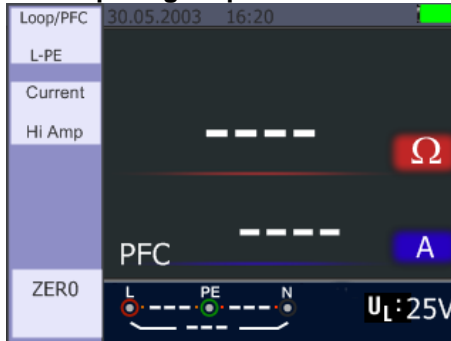 Loop/PFC 30.05.2003 16:20
L-PE
Current
Hi Amp
---- Ω
PFC ---- A
ZER0
L PE N
--- ---
---
UL:25V